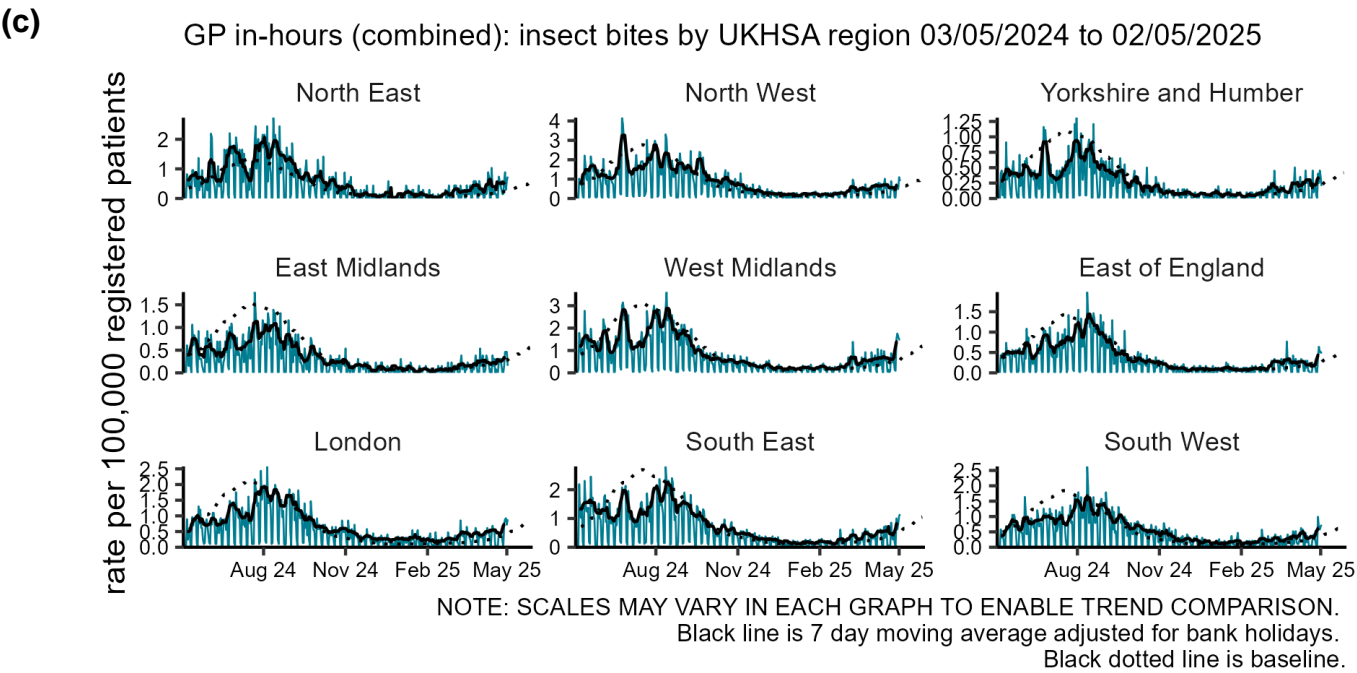 (c)
GP in-hours (combined): insect bites by UKHSA region 03/05/2024 to 02/05/2025
rate per 100,000 registered patients
North East
2
1
0
North West
4
3
2
1
0
Yorkshire and Humber
1.25
1.00
0.75
0.50
0.25
0.00
East Midlands
1.5
1.0
0.5
0.0
West Midlands
3
2
1
0
East of England
1.5
1.0
0.5
0.0
London
2.5
2.0
1.5
1.0
0.5
0.0
South East
2
1
0
South West
2.5
2.0
1.5
1.0
0.5
0.0
Aug 24 Nov 24 Feb 25 May 25
Aug 24 Nov 24 Feb 25 May 25
Aug 24 Nov 24 Feb 25 May 25
NOTE: SCALES MAY VARY IN EACH GRAPH TO ENABLE TREND COMPARISON.
Black line is 7 day moving average adjusted for bank holidays.
Black dotted line is baseline.